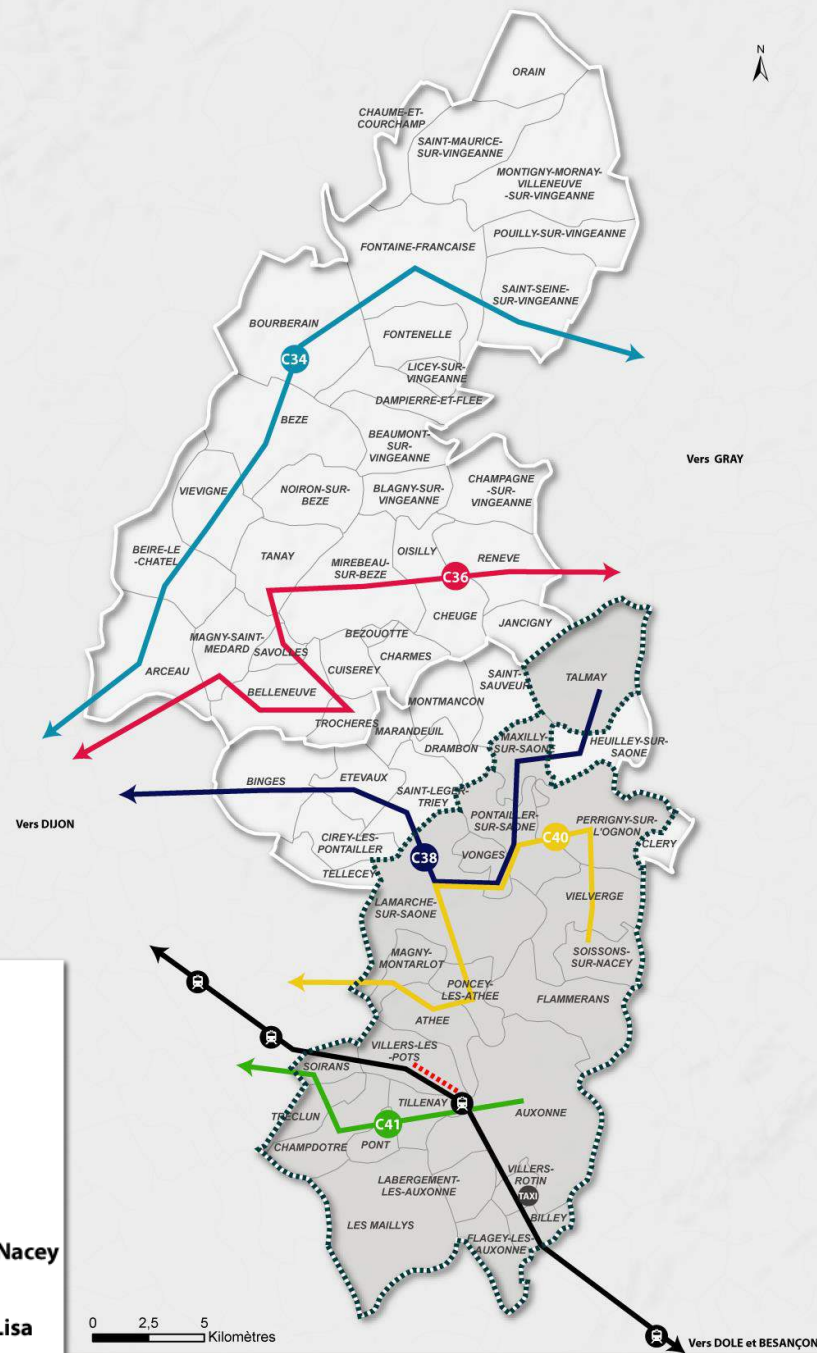 N
ORAIN
CHAUME-ET-
COURCHAMP
SAINT-MAURICE-
SUR-VINGEANNE
MONTIGNY-MORNAY-
VILLENEUVE
-SUR-VINGEANNE
POUILLY-SUR-VINGEANNE
FONTAINE-FRANCAISE
SAINT-SEINE-
SUR-VINGEANNE
BOURBERAIN
FONTENELLE
C34
LICEY-SUR-
VINGEANNE
DAMPIERRE-ET-FLEE
BEZE
BEAUMONT-
SUR-
VINGEANNE
Vers GRAY
VIEVIGNE
NOIRON-SUR-
BEZE
BLAGNY-SUR-
VINGEANNE
CHAMPAGNE
-SUR-
VINGEANNE
BEIRE-LE
-CHATEL
TANAY
MIREBEAU-
SUR-BEZE
OISILLY
RENEVE
C36
CHEUGE
JANCIGNY
MAGNY-SAINT-
MEDARD
SAVOLLES
BEZOUOTTE
CHARMES
CUISEREY
ARCEAU
BELLENEUVE
SAINT-
SAUVEUR
TALMAY
MONTMANCON
TROCHERES
MARANDEUIL
DRAMBON
MAXILLY-
SUR-SAONE
HEUILLEY-SUR-
SAONE
BINGES
ETEVAUX
SAINT-LEGER-
TRIEY
PONTAILLER-
SUR-SAONE
PERRIGNY-SUR-
L'OGNON
Vers DIJON
CIREY-LES-
PONTAILLER
C38
VONGES
C40
CLERY
TELLECEY
LAMARCHE-
SUR-SAONE
VIELVERGE
MAGNY-
MONTARLOT
SOISSONS-
SUR-NACEY
PONCEY-
LES-ATHEE
FLAMMERANS
ATHEE
VILLERS-LES
-POTS
SOIRANS
TILLENAY
AUXONNE
TRECLUN
C41
CHAMPDOTRE
PONT
LABERGEMENT-
LES-AUXONNE
VILLERS-
ROTIN
TAXI
LES MAILLYS
BILLEY
FLAGEY-LES-
AUXONNE
Nacey
Lisa
0 2,5 5
Kilomètres
Vers DOLE et BESANÇON